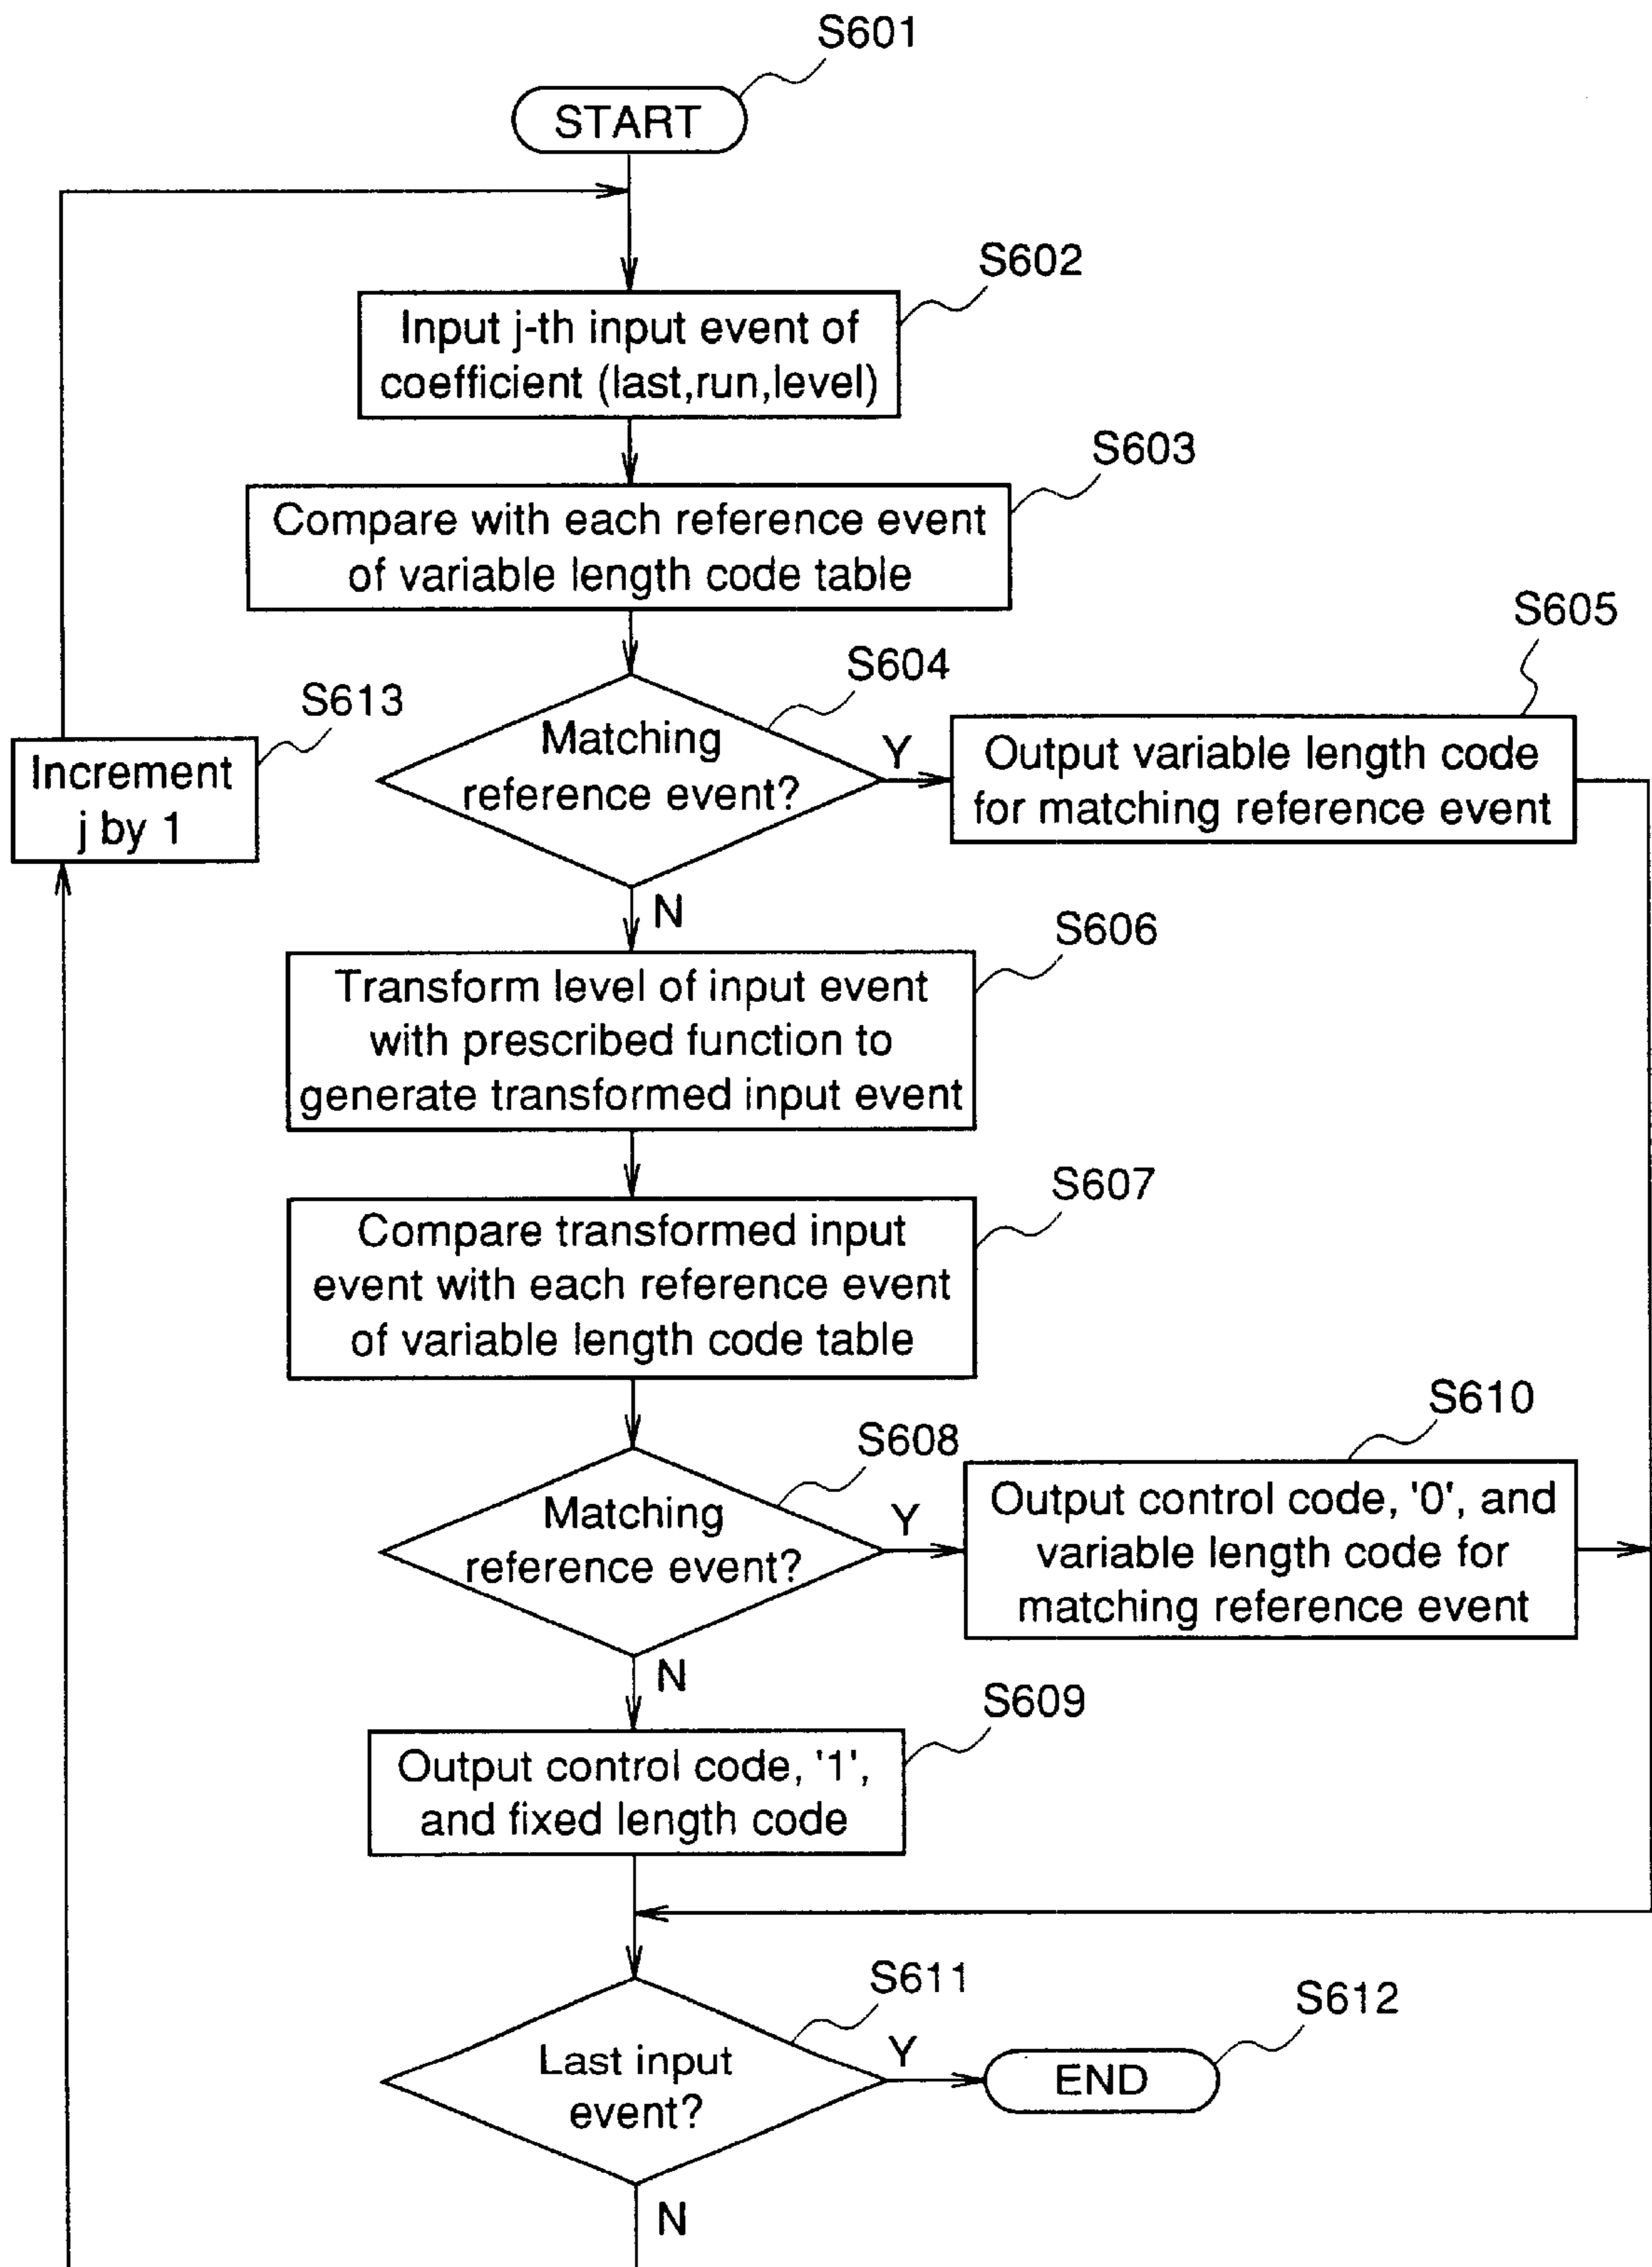 S601
START
S602
Input j-th input event of
coefficient (last,run,level)
S603
Compare with each reference event
of variable length code table
S604
Matching
reference event?
Y
S605
Output variable length code
for matching reference event
S613
Increment
j by 1
N
S606
Transform level of input event
with prescribed function to
generate transformed input event
S607
Compare transformed input
event with each reference event
of variable length code table
S608
Matching
reference event?
Y
S610
Output control code, '0', and
variable length code for
matching reference event
N
S609
Output control code, '1',
and fixed length code
S611
Last input
event?
Y
S612
END
N